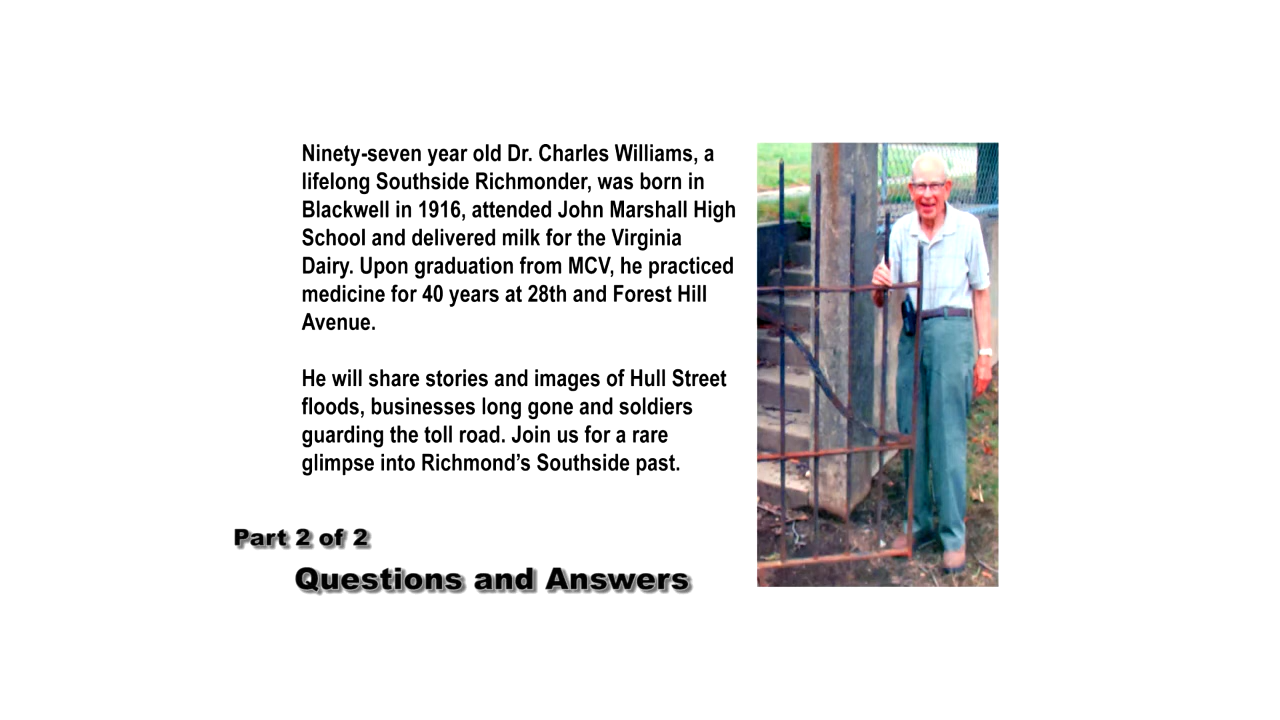 Ninety-seven year old Dr. Charles Williams, a
lifelong Southside Richmonder, was born in
Blackwell in 1916, attended John Marshall High
School and delivered milk for the Virginia
Dairy. Upon graduation from MCV, he practiced
medicine for 40 years at 28th and Forest Hill
Avenue.
He will share stories and images of Hull Street
floods, businesses long gone and soldiers
guarding the toll road. Join us for a rare
glimpse into Richmond’s Southside past.
Part 2 of 2
Questions and Answers